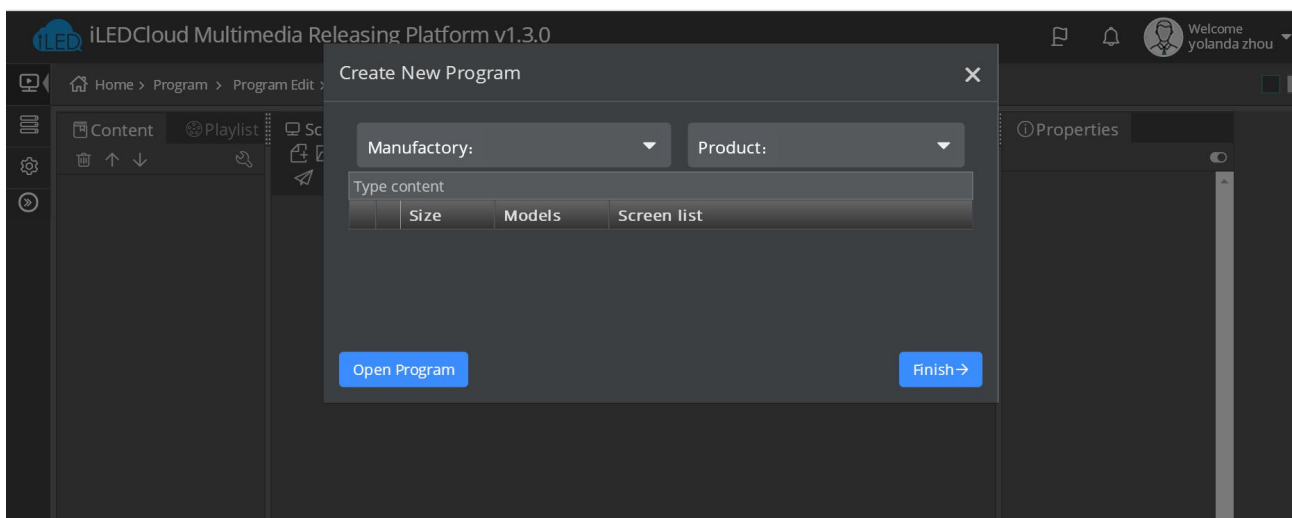 iLED iLEDCloud Multimedia Releasing Platform v1.3.0
Welcome
yolanda zhou
Home > Program > Program Edit >
Create New Program
Content
Playlist
Sc
Properties
Manufactory:
Product:
Type content
Size Models Screen list
Open Program
Finish→